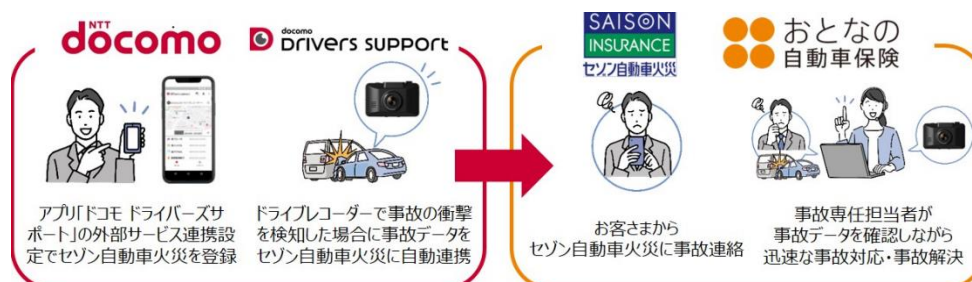 NTT
döcomo
docomo
DRIVERS SUPPORT
SAISON
INSURANCE
セゾン自動車火災
おとなの
自動車保険
アプリ「ドコモ ドライバーズサ
ポート」の外部サービス連携設
定でセゾン自動車火災を登録
ドライブレコーダーで事故の衝撃
を検知した場合に事故データを
セゾン自動車火災に自動連携
お客さまから
セゾン自動車火災に事故連絡
事故専任担当者が
事故データを確認しながら
迅速な事故対応・事故解決